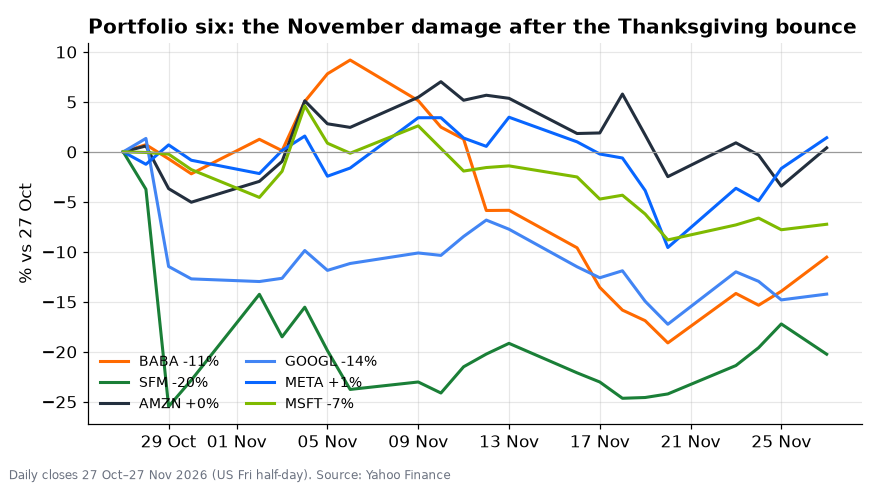 Portfolio six: the November damage after the Thanksgiving bounce
% vs 27 Oct
10
5
0
−5
−10
−15
−20
−25
BABA -11%
SFM -20%
AMZN +0%
GOOGL -14%
META +1%
MSFT -7%
29 Oct 01 Nov 05 Nov 09 Nov 13 Nov 17 Nov 21 Nov 25 Nov
Daily closes 27 Oct–27 Nov 2026 (US Fri half-day). Source: Yahoo Finance